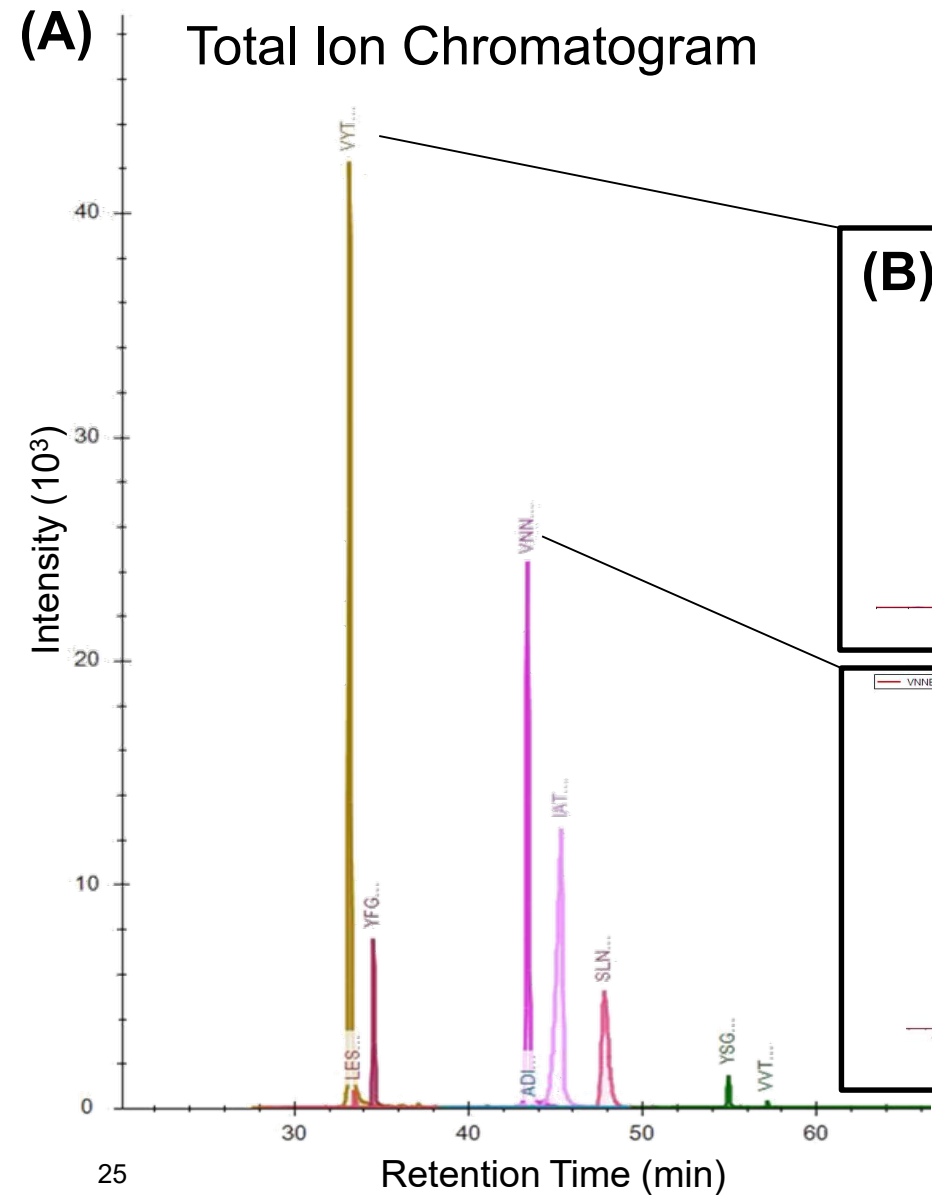 (A) Total Ion Chromatogram
VYT...
40
(B)
30
VNN...
Intensity (10³)
20
VNNE
IAT...
10
YFG...
SLN...
YSG...
VVT...
LES...
ADI...
0
30 40 50 60
25 Retention Time (min)